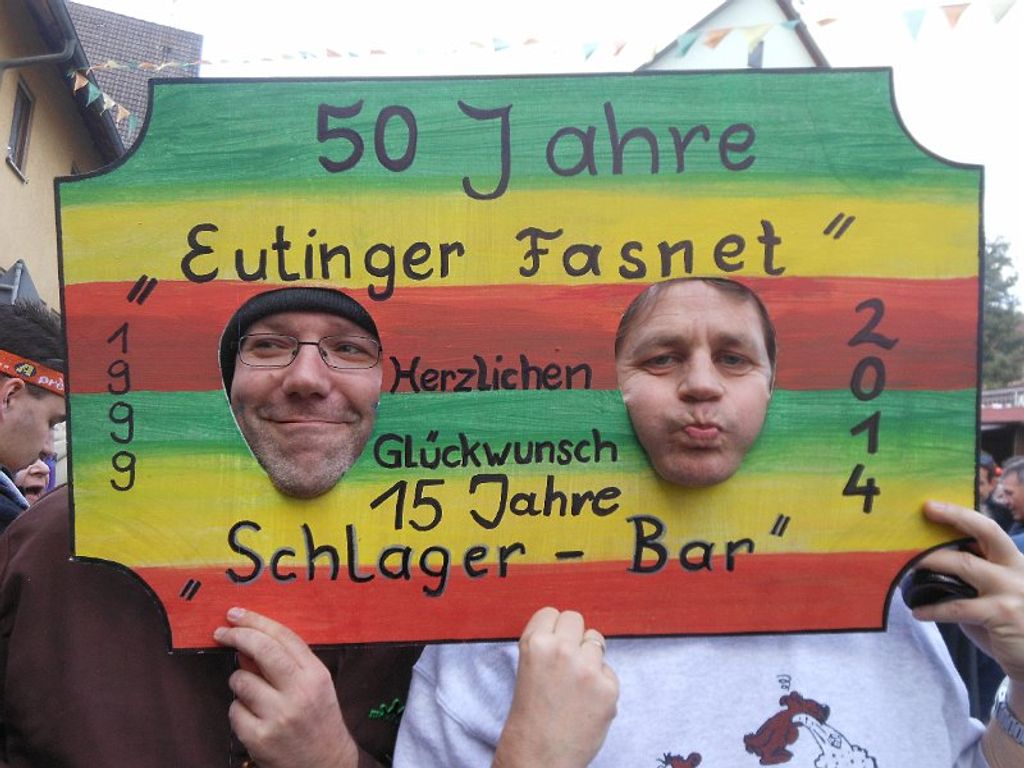 50 Jahre
"Eutinger Fasnet"
1999
Herzlichen
2014
Glückwunsch
15 Jahre
"Schlager - Bar"